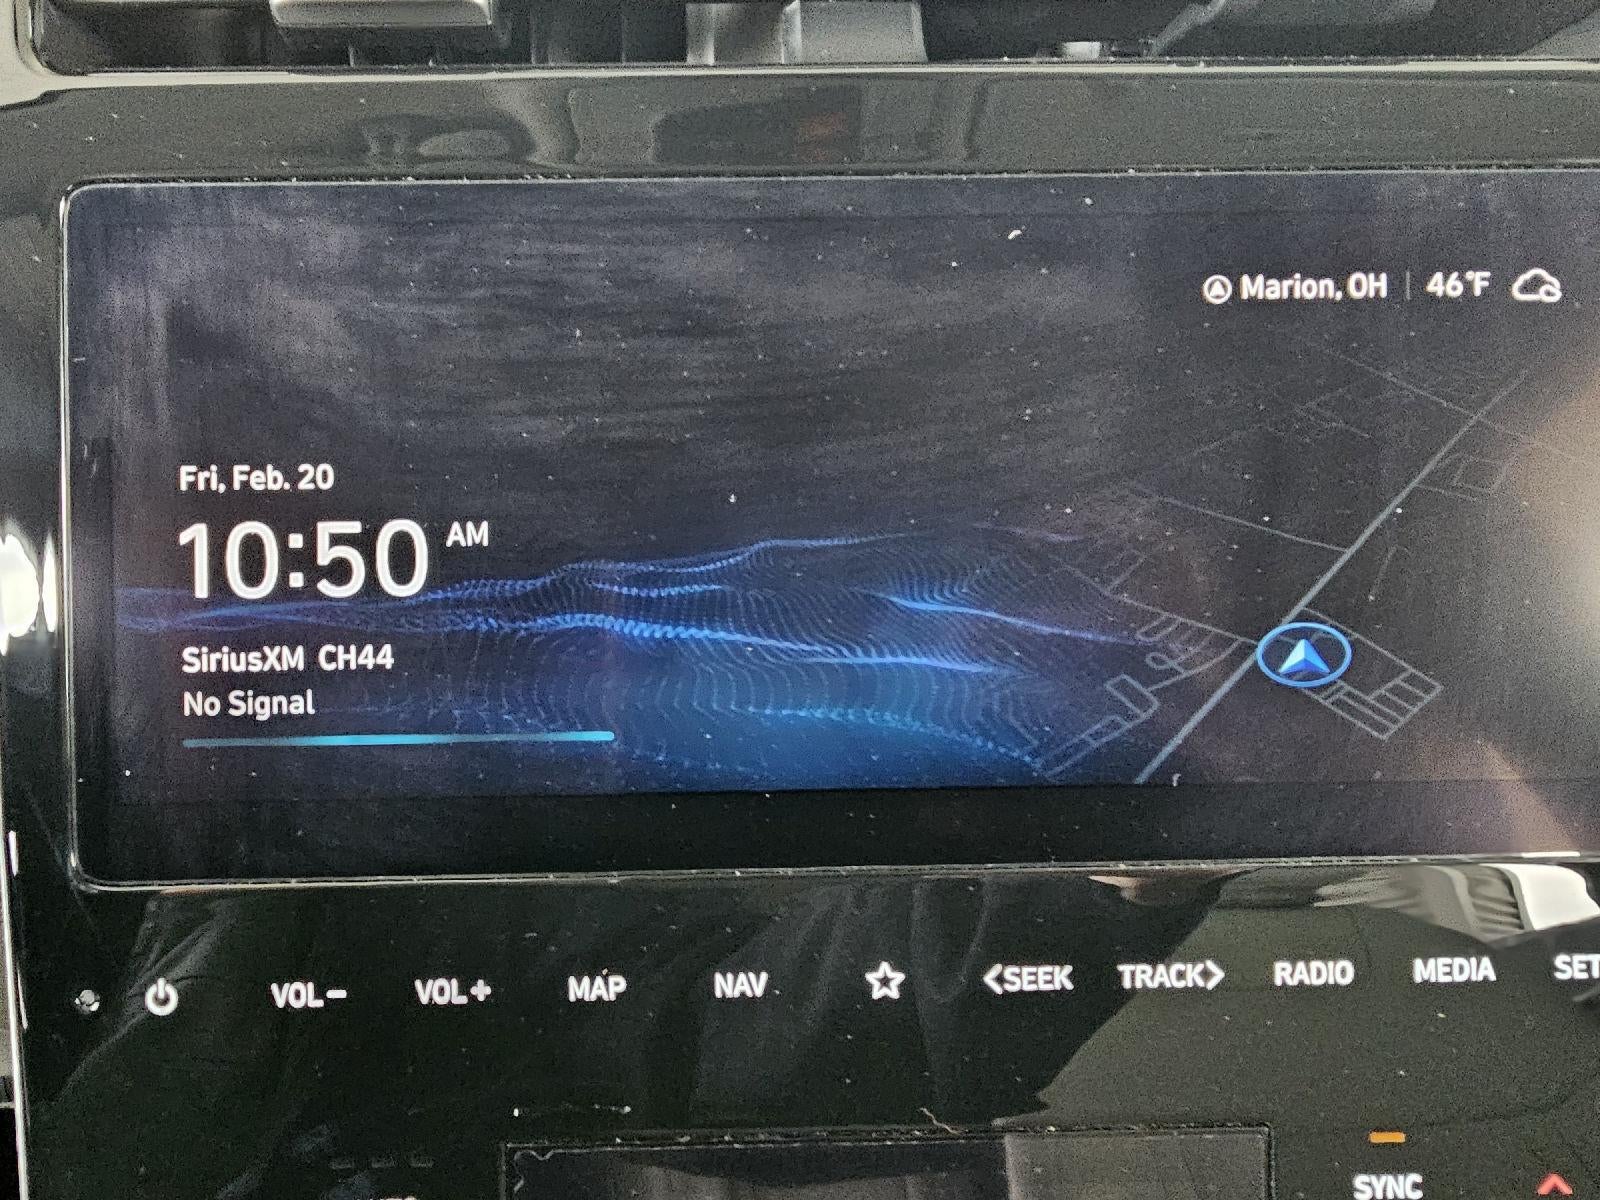 Marion, OH | 46°F
Fri, Feb. 20
10:50 AM
SiriusXM CH44
No Signal
VOL− VOL+ MAP NAV ☆ <SEEK TRACK> RADIO MEDIA SET
SYNC